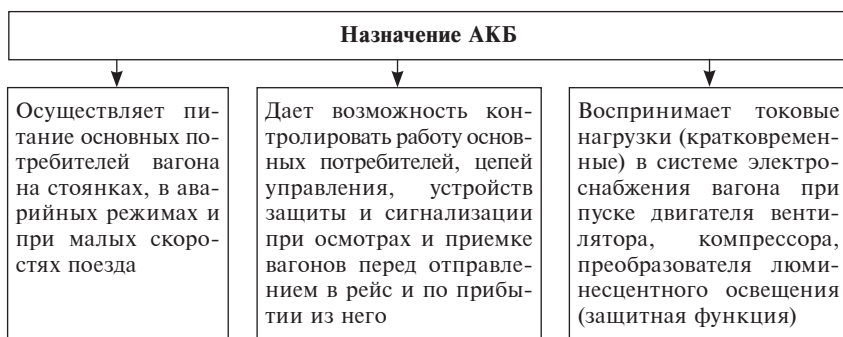 Назначение АКБ
Осуществляет пи-
тание основных по-
требителей вагона
на стоянках, в ава-
рийных режимах и
при малых скоро-
стях поезда
Дает возможность кон-
тролировать работу основ-
ных потребителей, цепей
управления, устройств
защиты и сигнализации
при осмотрах и приемке
вагонов перед отправле-
нием в рейс и по прибы-
тии из него
Воспринимает токовые
нагрузки (кратковремен-
ные) в системе электро-
снабжения вагона при
пуске двигателя венти-
лятора, компрессора,
преобразователя люми-
несцентного освещения
(защитная функция)